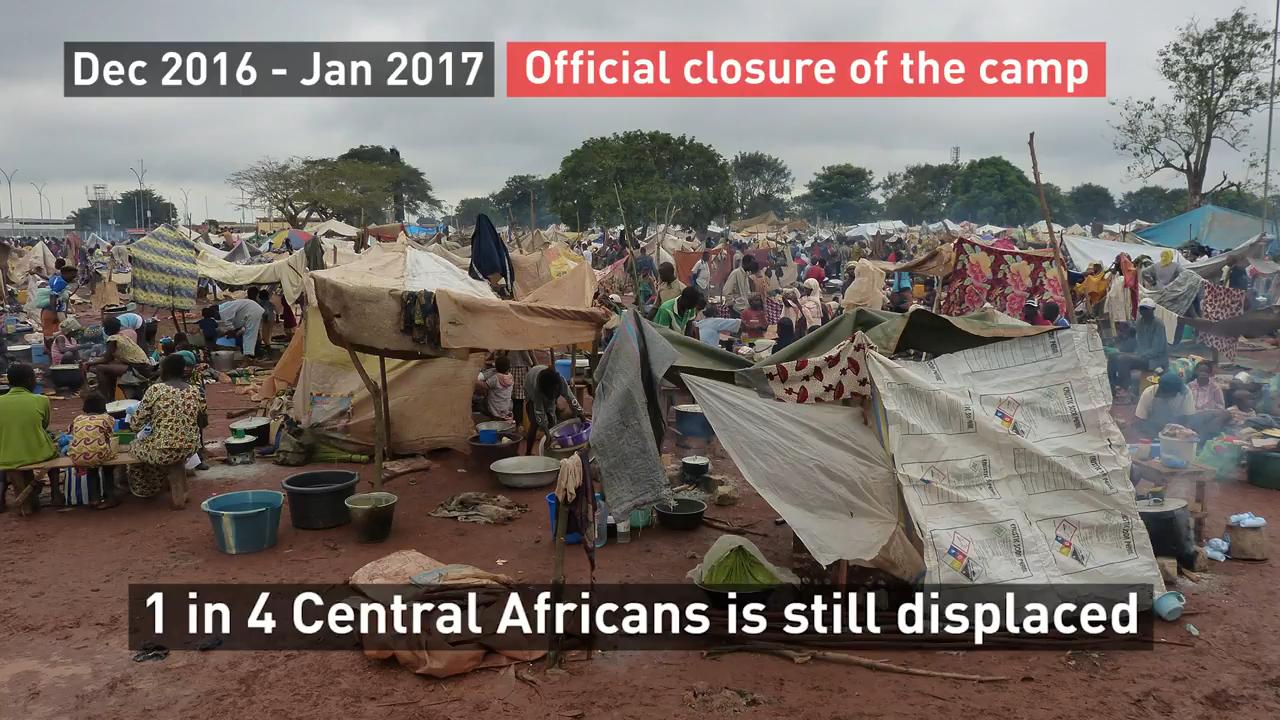 Dec 2016 - Jan 2017 Official closure of the camp
1 in 4 Central Africans is still displaced